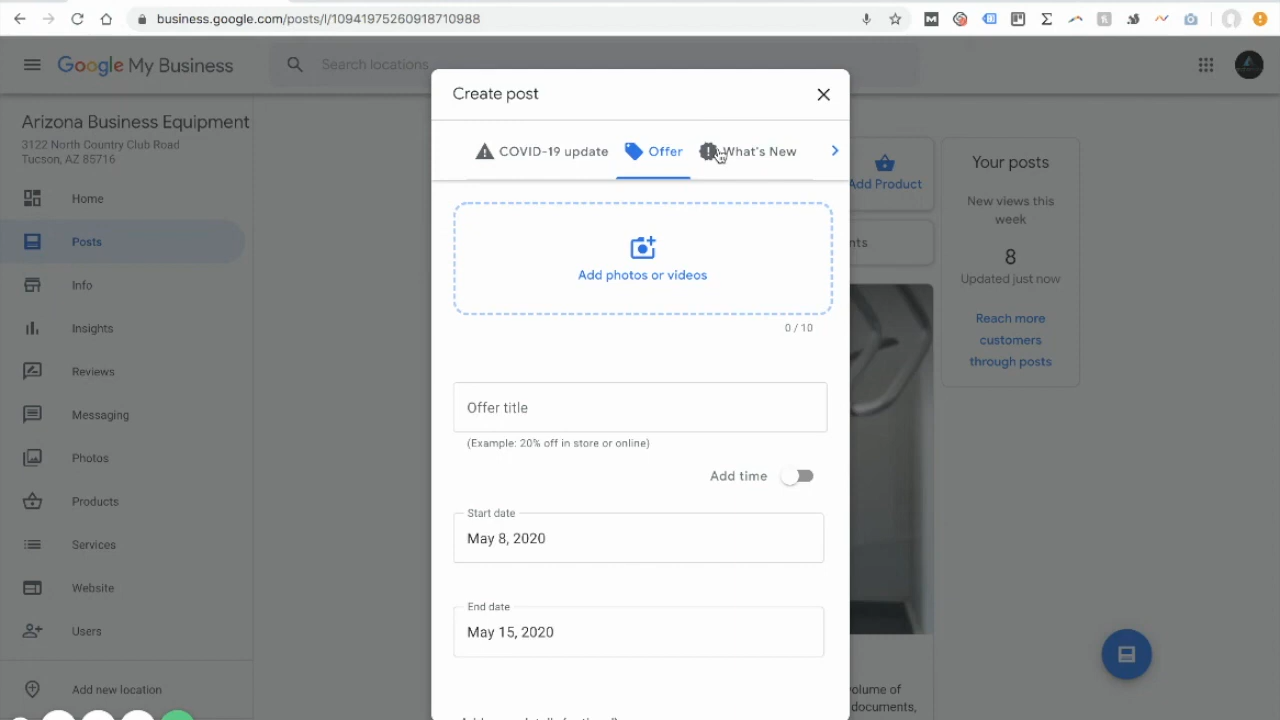 business.google.com/posts/l/10941975260918710988
Google My Business
Search locations
Arizona Business Equipment
3122 North Country Club Road
Tucson, AZ 85716
Home
Posts
Info
Insights
Reviews
Messaging
Photos
Products
Services
Website
Users
Add new location
Create post
COVID-19 update
Offer
What's New
Add photos or videos
0 / 10
Offer title
(Example: 20% off in store or online)
Add time
Start date
May 8, 2020
End date
May 15, 2020
Add Product
Your posts
New views this
week
8
Updated just now
Reach more
customers
through posts
volume of
documents,